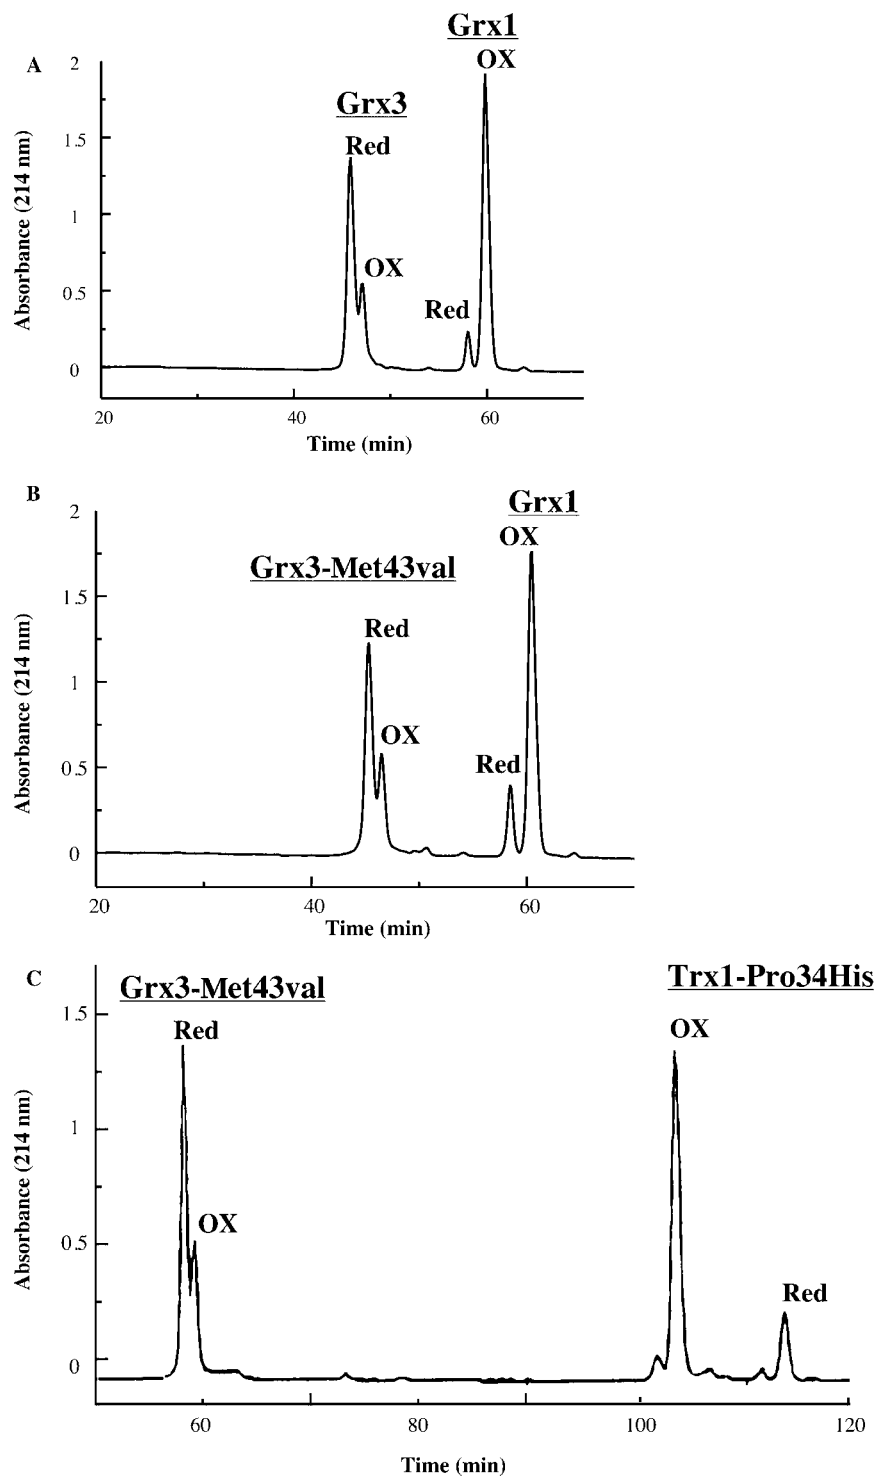 Grx1
A
OX
2
Grx3
Red
1.5
1
OX
Red
0.5
0
Absorbance (214 nm)
20
40
60
Time (min)
B
Grx1
2
OX
Grx3-Met43val
1.5
Red
OX
1
Red
0.5
0
Absorbance (214 nm)
20
40
60
Time (min)
C
Grx3-Met43val
Trx1-Pro34His
Red
OX
1.5
1
OX
0.5
Red
0
Absorbance (214 nm)
60
80
100
120
Time (min)